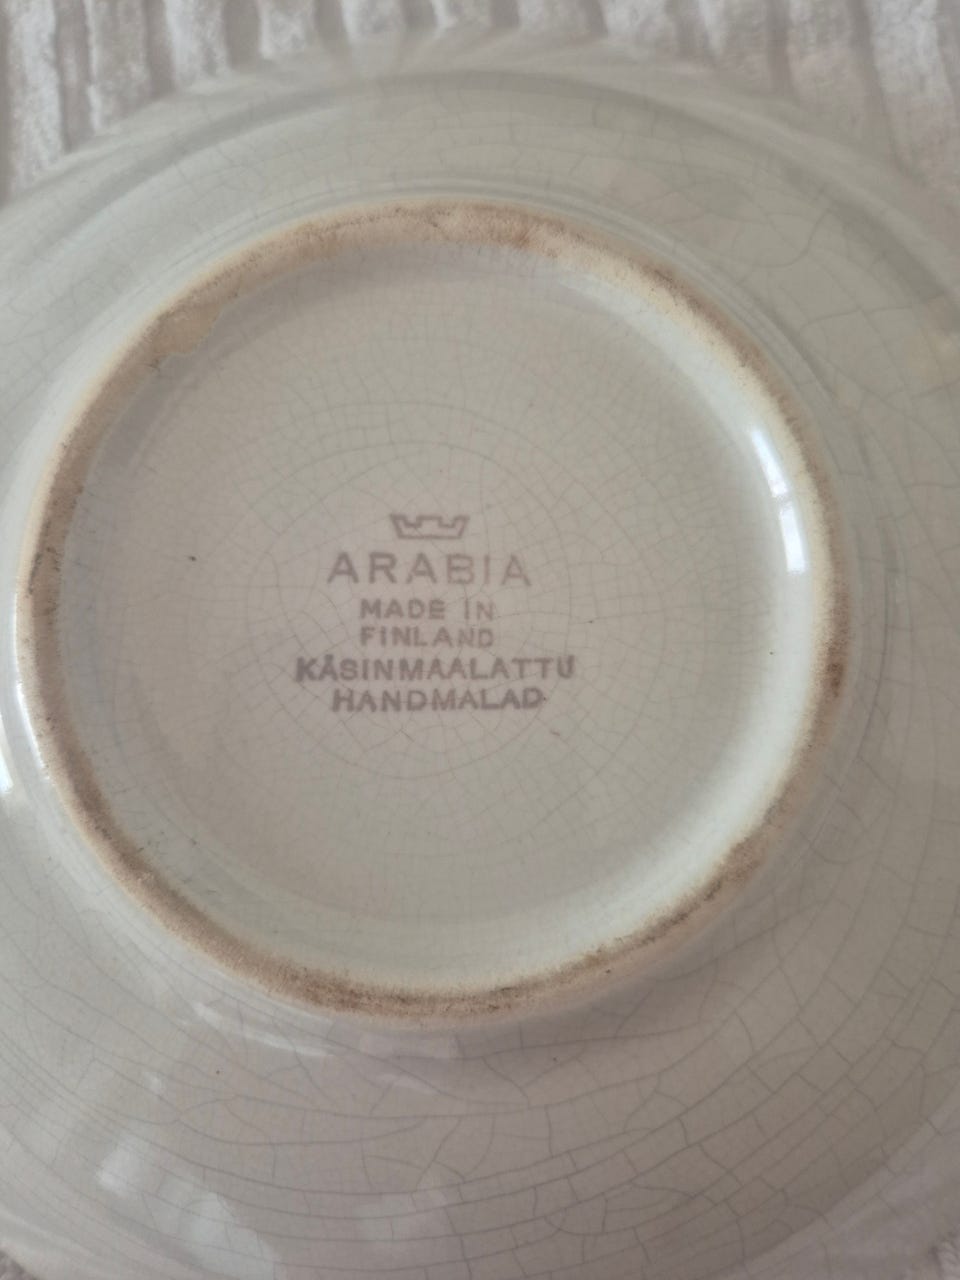 ARABIA
MADE IN
FINLAND
KÄSINMAALATTU
HANDMALAD